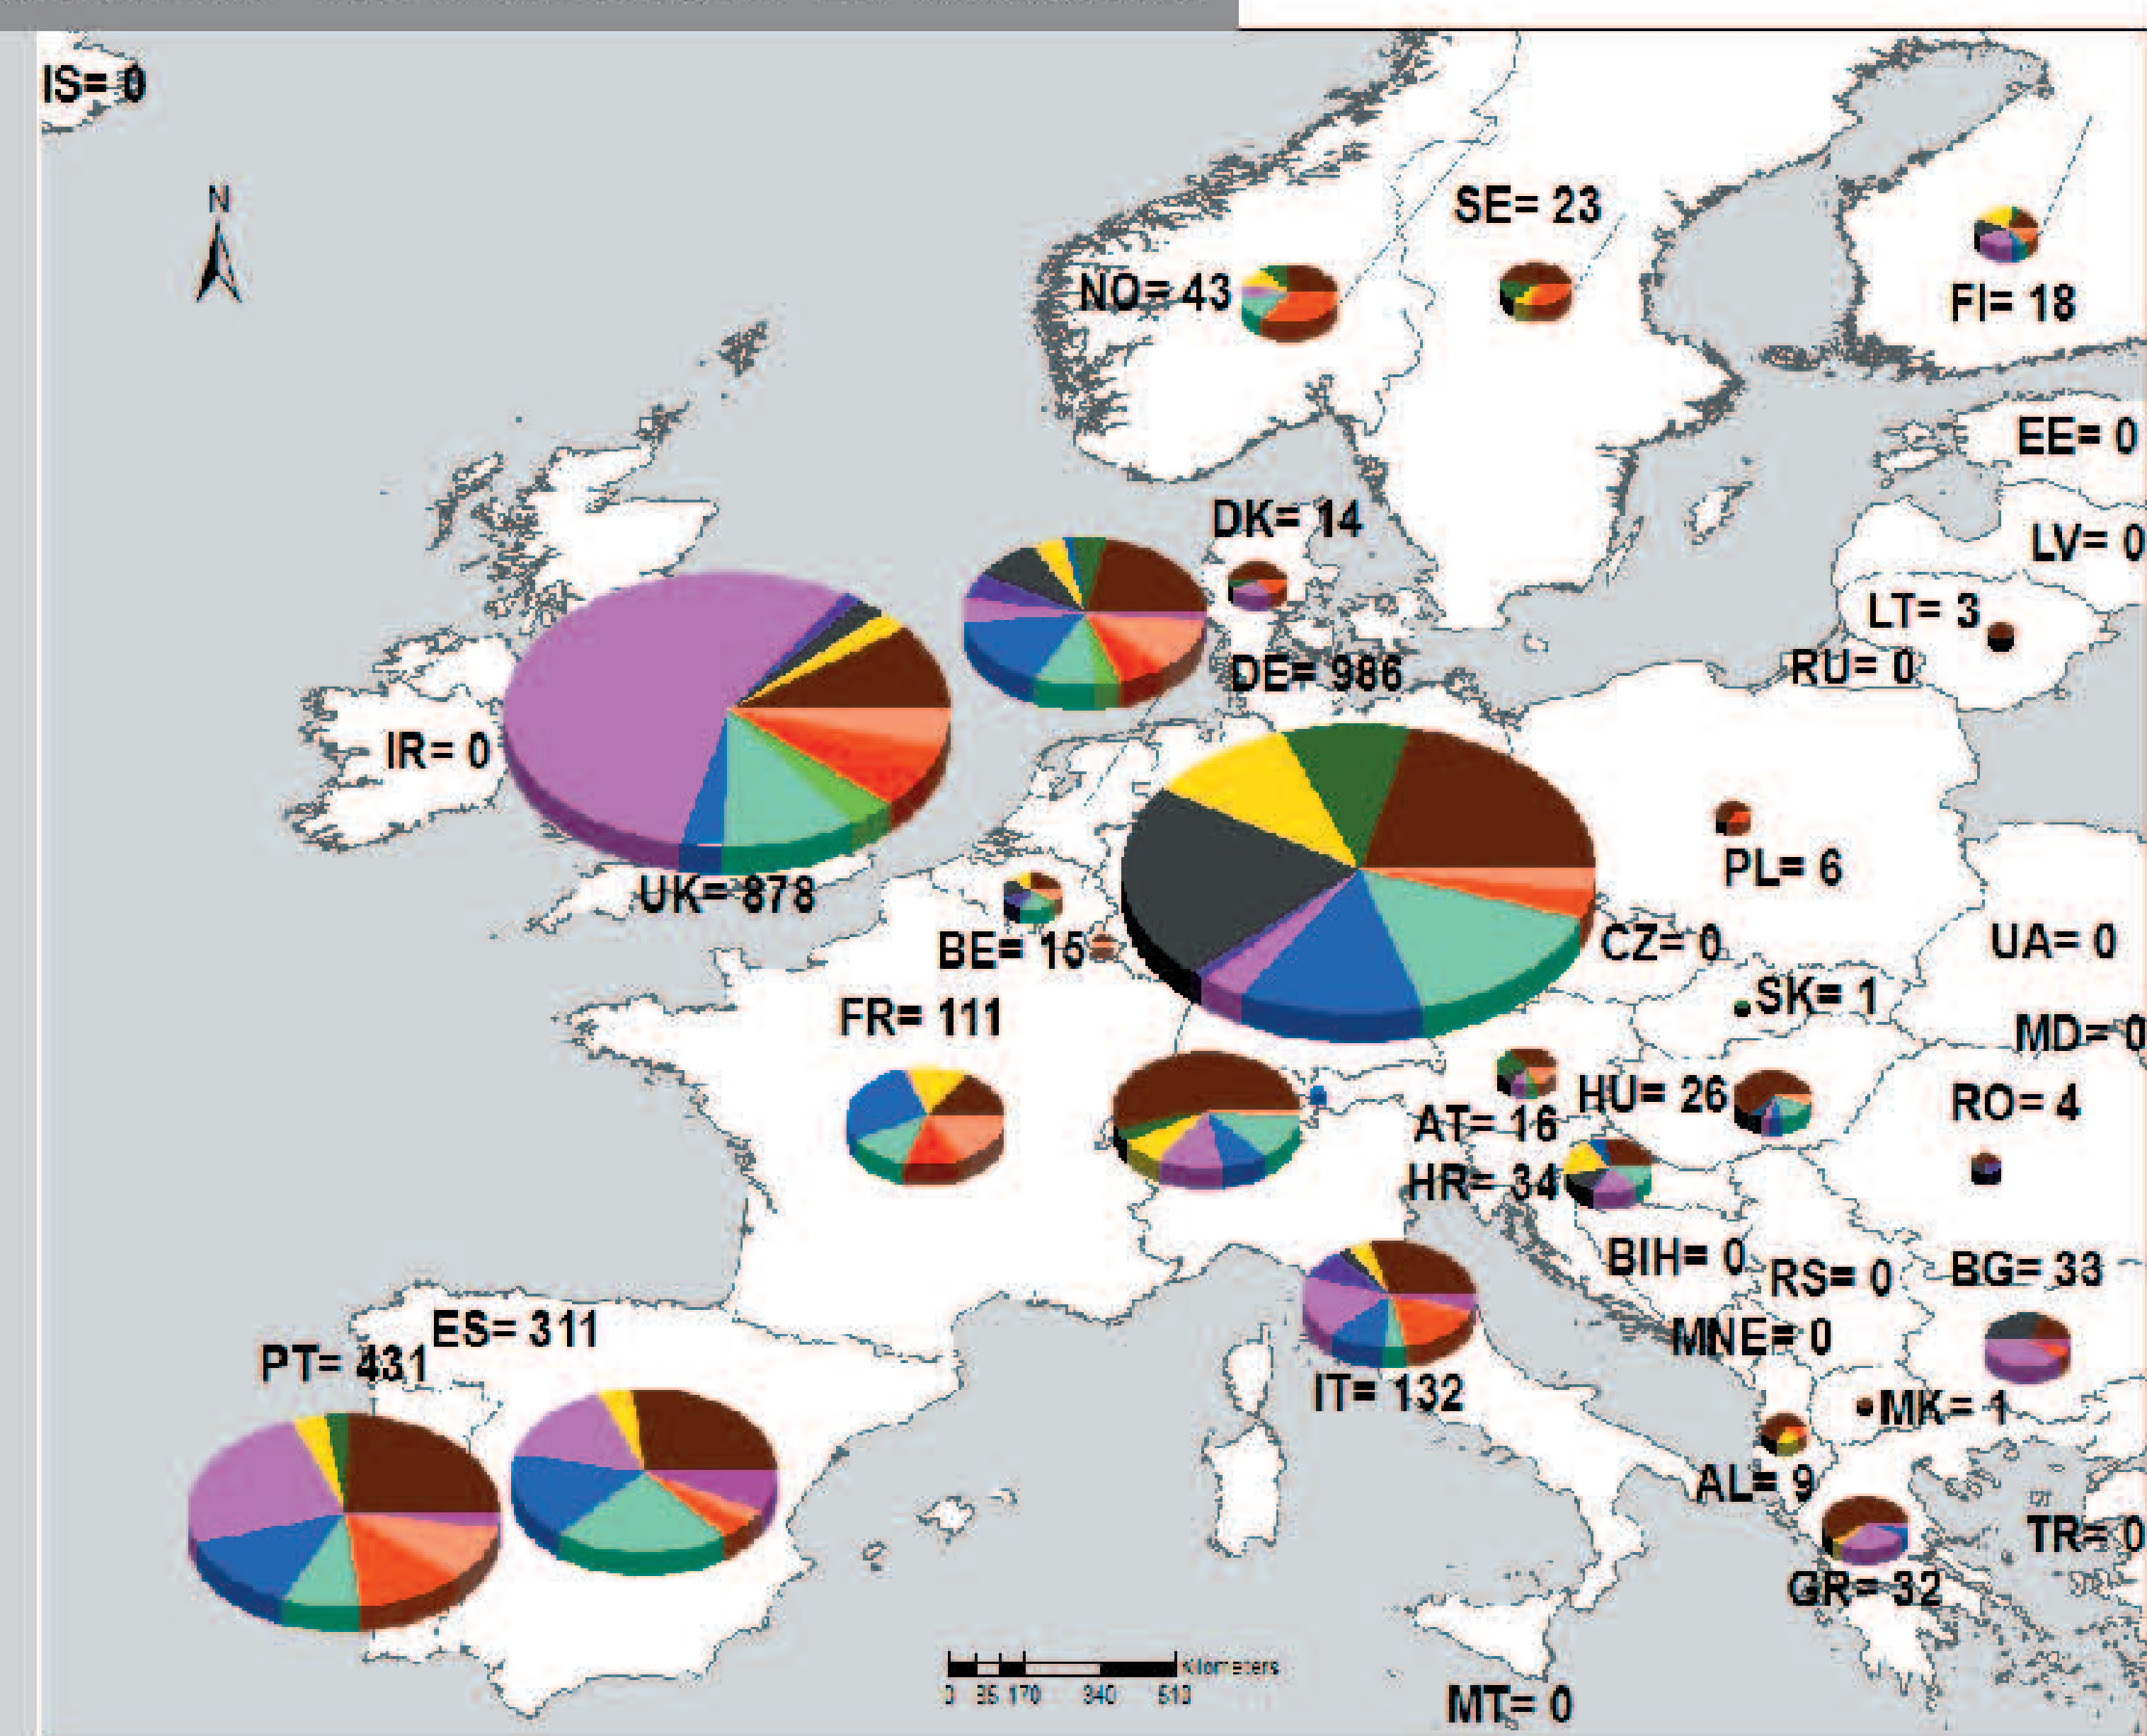 IS= 0
N
SE= 23
NO= 43
FI= 18
EE= 0
DK= 14
LV= 0
LT= 3
RU= 0
DE= 986
IR= 0
PL= 6
UK= 878
BE= 15
CZ= 0
UA= 0
SK= 1
FR= 111
MD= 0
HU= 26
RO= 4
AT= 16
HR= 34
BIH= 0
RS= 0
BG= 33
ES= 311
MNE= 0
PT= 431
IT= 132
MK= 1
AL= 9
TR= 0
GR= 32
Kilometers
0 85 170 340 510
MT= 0